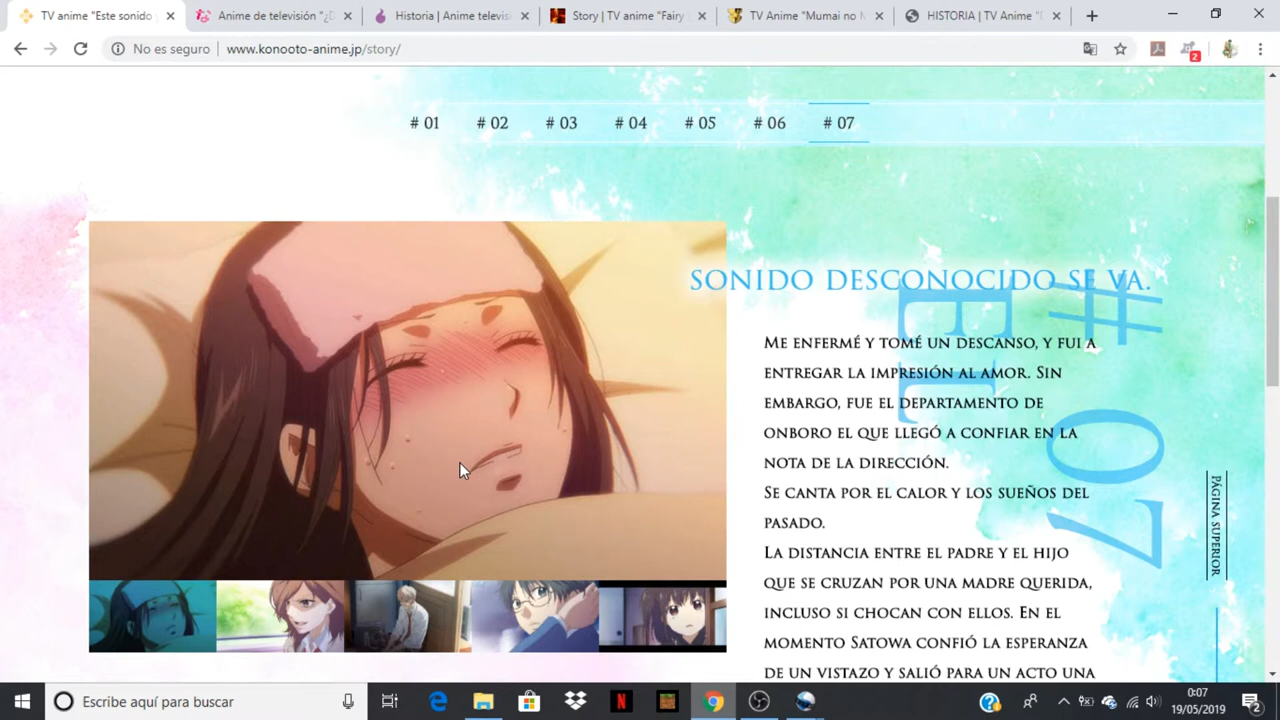 TV anime "Este sonido y
Anime de televisión "¿D
Historia | Anime televis
Story | TV anime "Fairy
TV Anime "Mumai no M
HISTORIA | TV Anime "
No es seguro
www.konooto-anime.jp/story/
2
# 01
# 02
# 03
# 04
# 05
# 06
# 07
SONIDO DESCONOCIDO SE VA.
# 07
EL
ME ENFERMÉ Y TOMÉ UN DESCANSO, Y FUI A
ENTREGAR LA IMPRESIÓN AL AMOR. SIN
EMBARGO, FUE EL DEPARTAMENTO DE
ONBORO EL QUE LLEGÓ A CONFIAR EN LA
NOTA DE LA DIRECCIÓN.
SE CANTA POR EL CALOR Y LOS SUEÑOS DEL
PASADO.
LA DISTANCIA ENTRE EL PADRE Y EL HIJO
QUE SE CRUZAN POR UNA MADRE QUERIDA,
INCLUSO SI CHOCAN CON ELLOS. EN EL
MOMENTO SATOWA CONFIÓ LA ESPERANZA
DE UN VISTAZO Y SALIÓ PARA UN ACTO UNA
PÁGINA SUPERIOR
Escribe aquí para buscar
0:07
19/05/2019
2